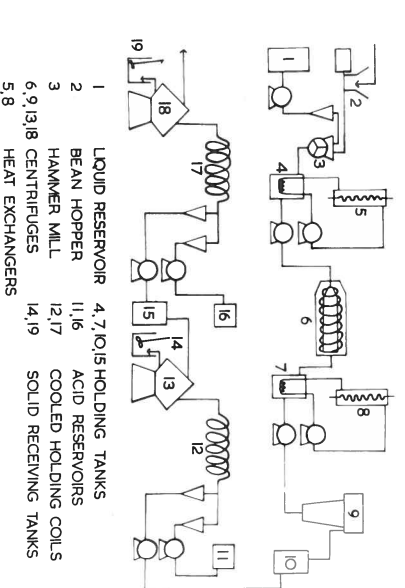 1 LIQUID RESERVOIR
2 BEAN HOPPER
3 HAMMER MILL
6,9,13,18 CENTRIFUGES
5,8 HEAT EXCHANGERS
4,7,10,15 HOLDING TANKS
11,16 ACID RESERVOIRS
12,17 COOLED HOLDING COILS
14,19 SOLID RECEIVING TANKS
1
2
3
4
5
6
7
8
9
10
11
12
13
14
15
16
17
18
19